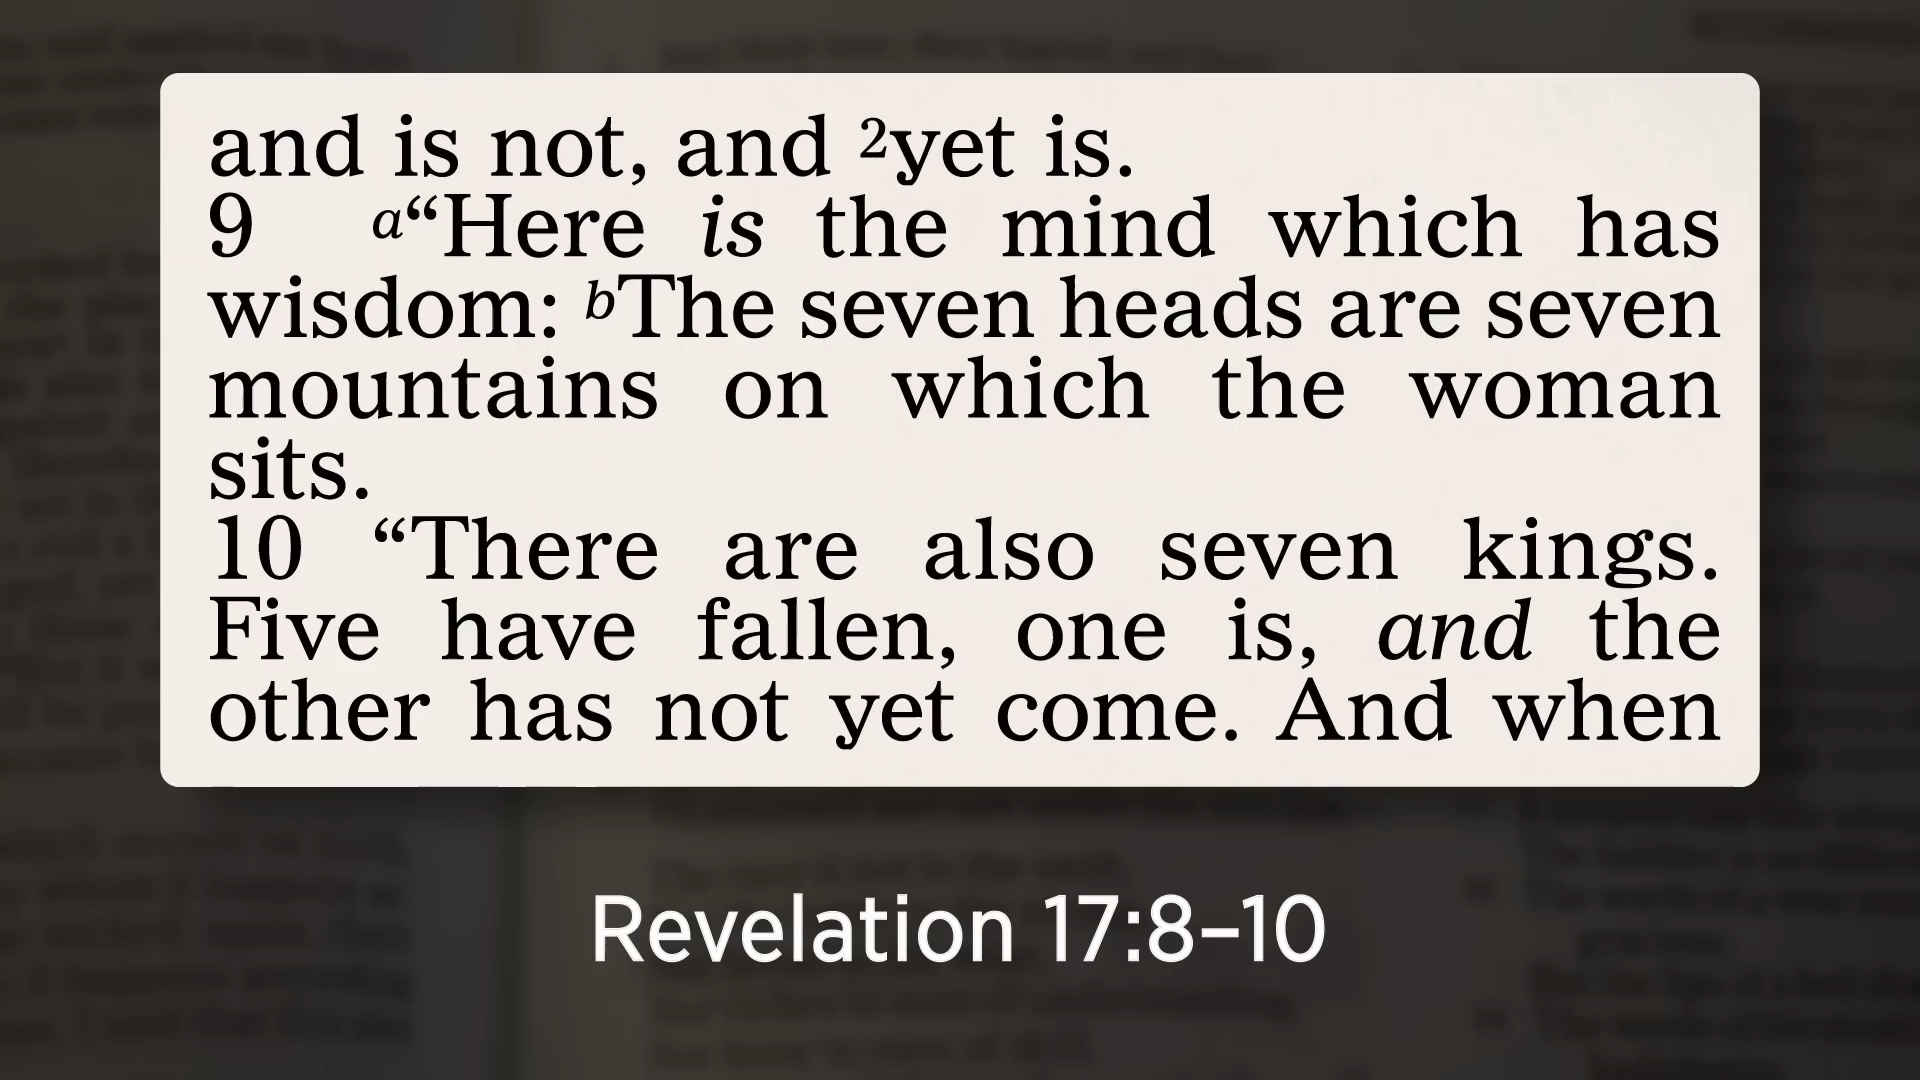 and is not, and ²yet is.
9 ᵃ“Here is the mind which has
wisdom: ᵇThe seven heads are seven
mountains on which the woman
sits.
10 “There are also seven kings.
Five have fallen, one is, and the
other has not yet come. And when
Revelation 17:8–10